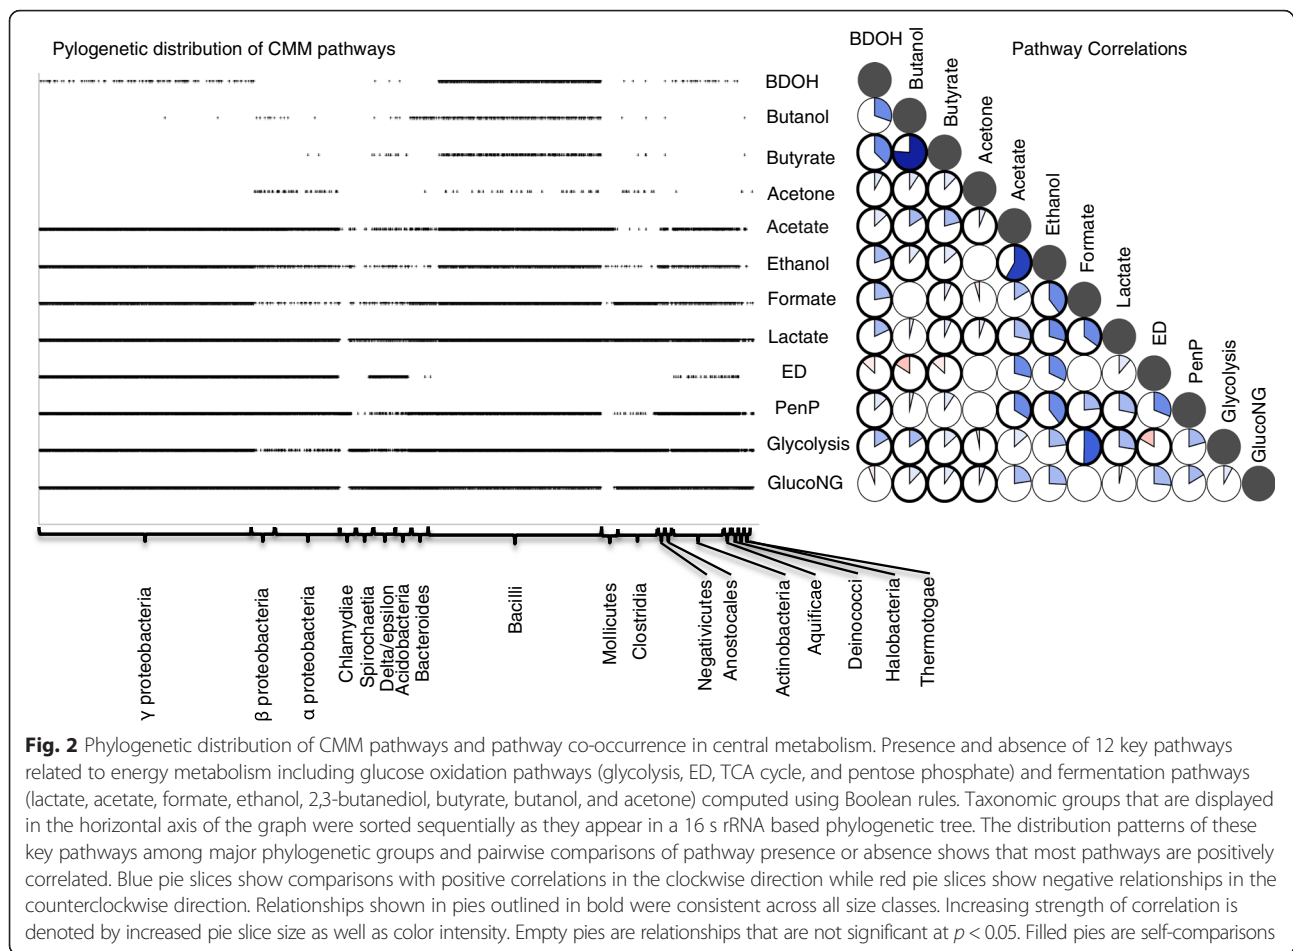 Pylogenetic distribution of CMM pathways
Pathway Correlations
BDOH
Butanol
Butyrate
Acetone
Acetate
Ethanol
Formate
Lactate
ED
PenP
Glycolysis
GlucoNG
BDOH
Butanol
Butyrate
Acetone
Acetate
Ethanol
Formate
Lactate
ED
PenP
Glycolysis
GlucoNG
γ proteobacteria
β proteobacteria
α proteobacteria
Chlamydiae
Spirochaetia
Delta/epsilon
Acidobacteria
Bacteroides
Bacilli
Mollicutes
Clostridia
Negativicutes
Anostocales
Actinobacteria
Aquificae
Deinococci
Halobacteria
Thermotogae
Fig. 2 Phylogenetic distribution of CMM pathways and pathway co-occurrence in central metabolism. Presence and absence of 12 key pathways
related to energy metabolism including glucose oxidation pathways (glycolysis, ED, TCA cycle, and pentose phosphate) and fermentation pathways
(lactate, acetate, formate, ethanol, 2,3-butanediol, butyrate, butanol, and acetone) computed using Boolean rules. Taxonomic groups that are displayed
in the horizontal axis of the graph were sorted sequentially as they appear in a 16 s rRNA based phylogenetic tree. The distribution patterns of these
key pathways among major phylogenetic groups and pairwise comparisons of pathway presence or absence shows that most pathways are positively
correlated. Blue pie slices show comparisons with positive correlations in the clockwise direction while red pie slices show negative relationships in the
counterclockwise direction. Relationships shown in pies outlined in bold were consistent across all size classes. Increasing strength of correlation is
denoted by increased pie slice size as well as color intensity. Empty pies are relationships that are not significant at p < 0.05. Filled pies are self-comparisons